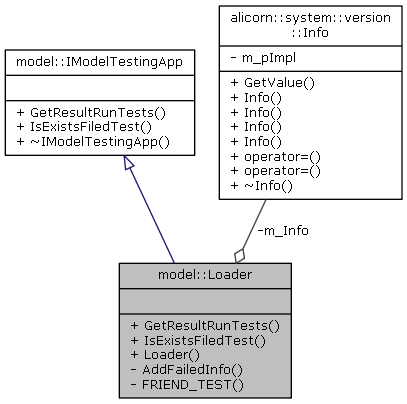 model::IModelTestingApp
+ GetResultRunTests()
+ IsExistsFiledTest()
+ ~IModelTestingApp()
alicorn::system::version
::Info
- m_pImpl
+ GetValue()
+ Info()
+ Info()
+ Info()
+ Info()
+ operator=()
+ operator=()
+ ~Info()
-m_Info
model::Loader
+ GetResultRunTests()
+ IsExistsFiledTest()
+ Loader()
- AddFailedInfo()
- FRIEND_TEST()